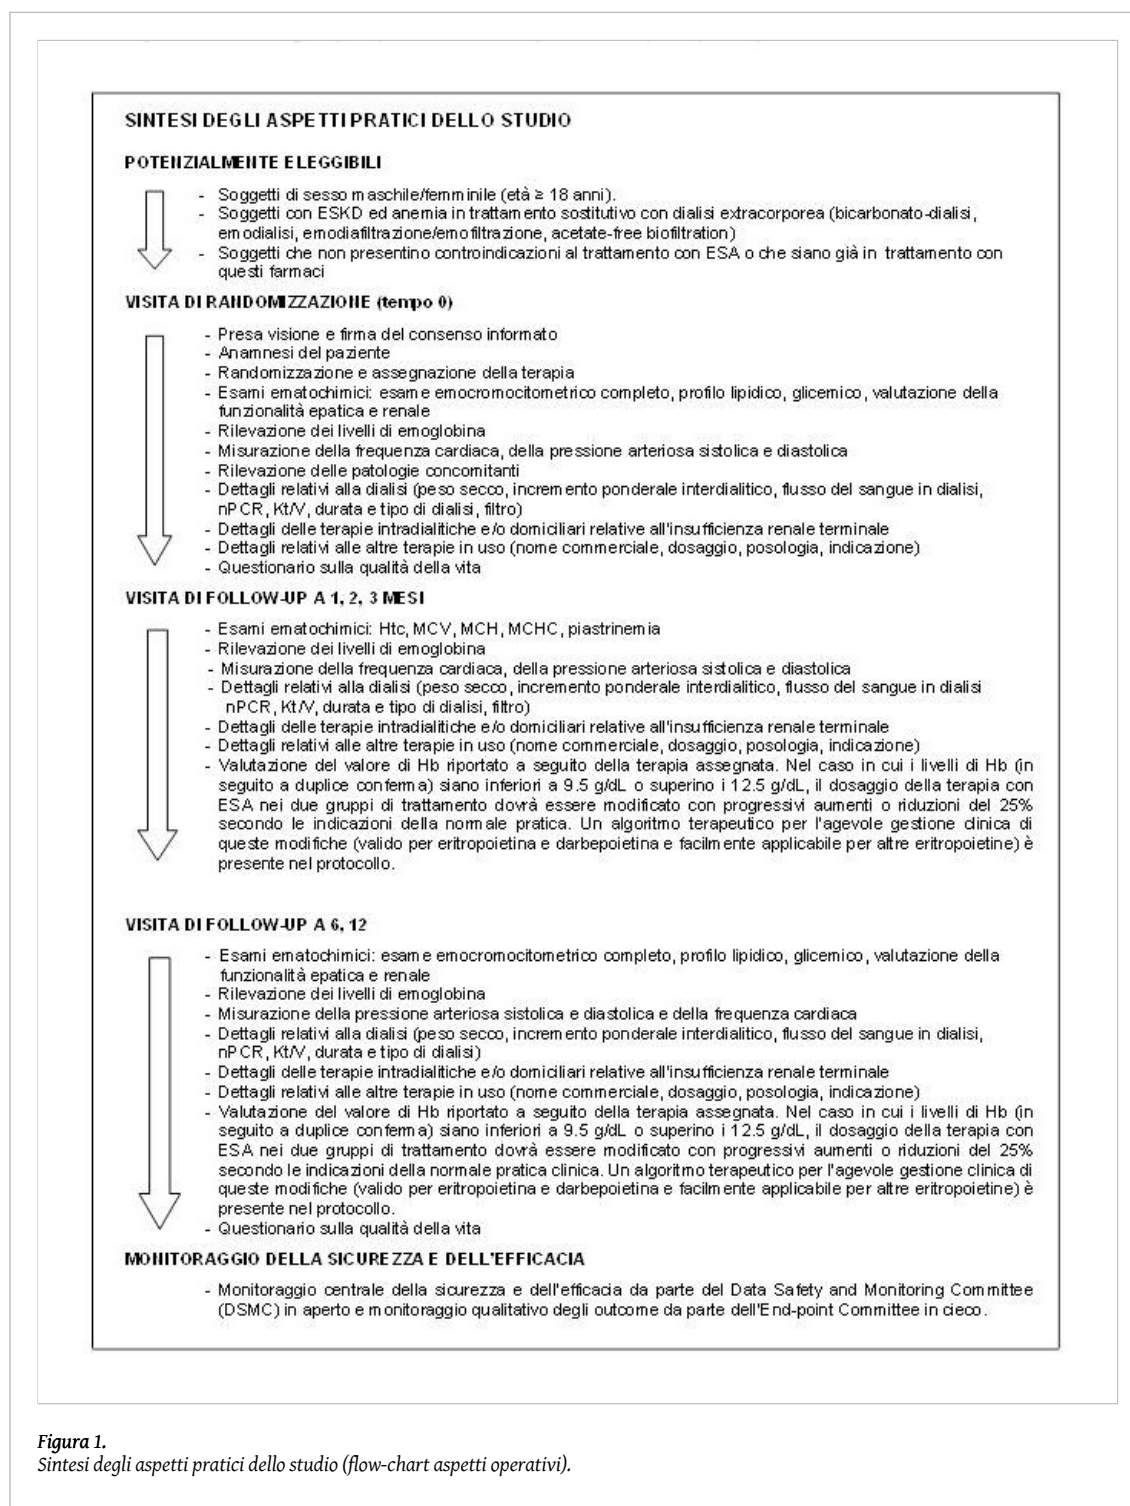 SINTESI DEGLI ASPETTI PRATICI DELLO STUDIO
POTENZIALMENTE ELEGGIBILI
- Soggetti di sesso maschile/femminile (età ≥ 18 anni).
- Soggetti con ESKD ed anemia in trattamento sostitutivo con dialisi extracorporea (bicarbonato-dialisi,
emodialisi, emodiafiltrazione/emofiltrazione, acetate-free biofiltration)
- Soggetti che non presentino controindicazioni al trattamento con ESA o che siano già in trattamento con
questi farmaci
VISITA DI RANDOMIZZAZIONE (tempo 0)
- Presa visione e firma del consenso informato
- Anamnesi del paziente
- Randomizzazione e assegnazione della terapia
- Esami ematochimici: esame emocromocitometrico completo, profilo lipidico, glicemico, valutazione della
funzionalità epatica e renale
- Rilevazione dei livelli di emoglobina
- Misurazione della frequenza cardiaca, della pressione arteriosa sistolica e diastolica
- Rilevazione delle patologie concomitanti
- Dettagli relativi alla dialisi (peso secco, incremento ponderale interdialitico, flusso del sangue in dialisi,
nPCR, Kt/V, durata e tipo di dialisi, filtro)
- Dettagli delle terapie intradialitiche e/o domiciliari relative all'insufficienza renale terminale
- Dettagli relativi alle altre terapie in uso (nome commerciale, dosaggio, posologia, indicazione)
- Questionario sulla qualità della vita
VISITA DI FOLLOW-UP A 1, 2, 3 MESI
- Esami ematochimici: Htc, MCV, MCH, MCHC, piastrinemia
- Rilevazione dei livelli di emoglobina
- Misurazione della frequenza cardiaca, della pressione arteriosa sistolica e diastolica
- Dettagli relativi alla dialisi (peso secco, incremento ponderale interdialitico, flusso del sangue in dialisi
nPCR, Kt/V, durata e tipo di dialisi, filtro)
- Dettagli delle terapie intradialitiche e/o domiciliari relative all'insufficienza renale terminale
- Dettagli relativi alle altre terapie in uso (nome commerciale, dosaggio, posologia, indicazione)
- Valutazione del valore di Hb riportato a seguito della terapia assegnata. Nel caso in cui i livelli di Hb (in
seguito a duplice conferma) siano inferiori a 9.5 g/dL o superino i 12.5 g/dL, il dosaggio della terapia con
ESA nei due gruppi di trattamento dovrà essere modificato con progressivi aumenti o riduzioni del 25%
secondo le indicazioni della normale pratica. Un algoritmo terapeutico per l'agevole gestione clinica di
queste modifiche (valido per eritropoietina e darbepoietina e facilmente applicabile per altre eritropoietine) è
presente nel protocollo.
VISITA DI FOLLOW-UP A 6, 12
- Esami ematochimici: esame emocromocitometrico completo, profilo lipidico, glicemico, valutazione della
funzionalità epatica e renale
- Rilevazione dei livelli di emoglobina
- Misurazione della pressione arteriosa sistolica e diastolica e della frequenza cardiaca
- Dettagli relativi alla dialisi (peso secco, incremento ponderale interdialitico, flusso del sangue in dialisi,
nPCR, Kt/V, durata e tipo di dialisi)
- Dettagli delle terapie intradialitiche e/o domiciliari relative all'insufficienza renale terminale
- Dettagli relativi alle altre terapie in uso (nome commerciale, dosaggio, posologia, indicazione)
- Valutazione del valore di Hb riportato a seguito della terapia assegnata. Nel caso in cui i livelli di Hb (in
seguito a duplice conferma) siano inferiori a 9.5 g/dL o superino i 12.5 g/dL, il dosaggio della terapia con
ESA nei due gruppi di trattamento dovrà essere modificato con progressivi aumenti o riduzioni del 25%
secondo le indicazioni della normale pratica clinica. Un algoritmo terapeutico per l'agevole gestione clinica di
queste modifiche (valido per eritropoietina e darbepoietina e facilmente applicabile per altre eritropoietine) è
presente nel protocollo.
- Questionario sulla qualità della vita
MONITORAGGIO DELLA SICUREZZA E DELL'EFFICACIA
- Monitoraggio centrale della sicurezza e dell'efficacia da parte del Data Safety and Monitoring Committee
(DSMC) in aperto e monitoraggio qualitativo degli outcome da parte dell'End-point Committee in cieco.
Figura 1.
Sintesi degli aspetti pratici dello studio (flow-chart aspetti operativi).